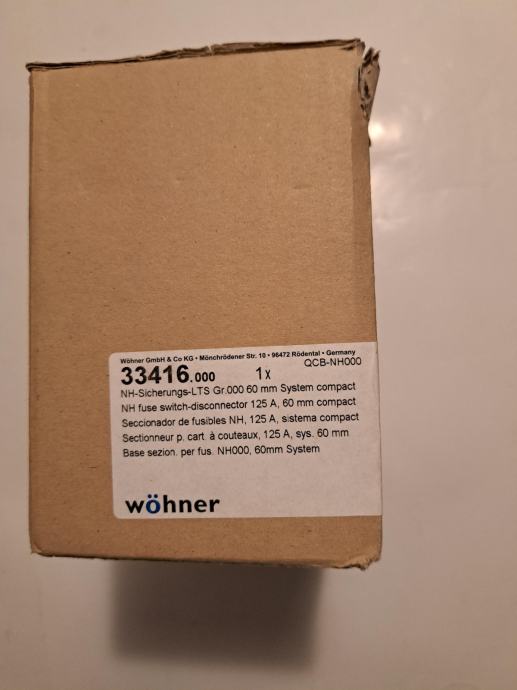 Wöhner GmbH & Co KG • Mönchrödener Str. 10 • 96472 Rödental • Germany
33416.000 1x QCB-NH000
NH-Sicherungs-LTS Gr.000 60 mm System compact
NH fuse switch-disconnector 125 A, 60 mm compact
Seccionador de fusibles NH, 125 A, sistema compact
Sectionneur p. cart. à couteaux, 125 A, sys. 60 mm
Base sezion. per fus. NH000, 60mm System
wöhner